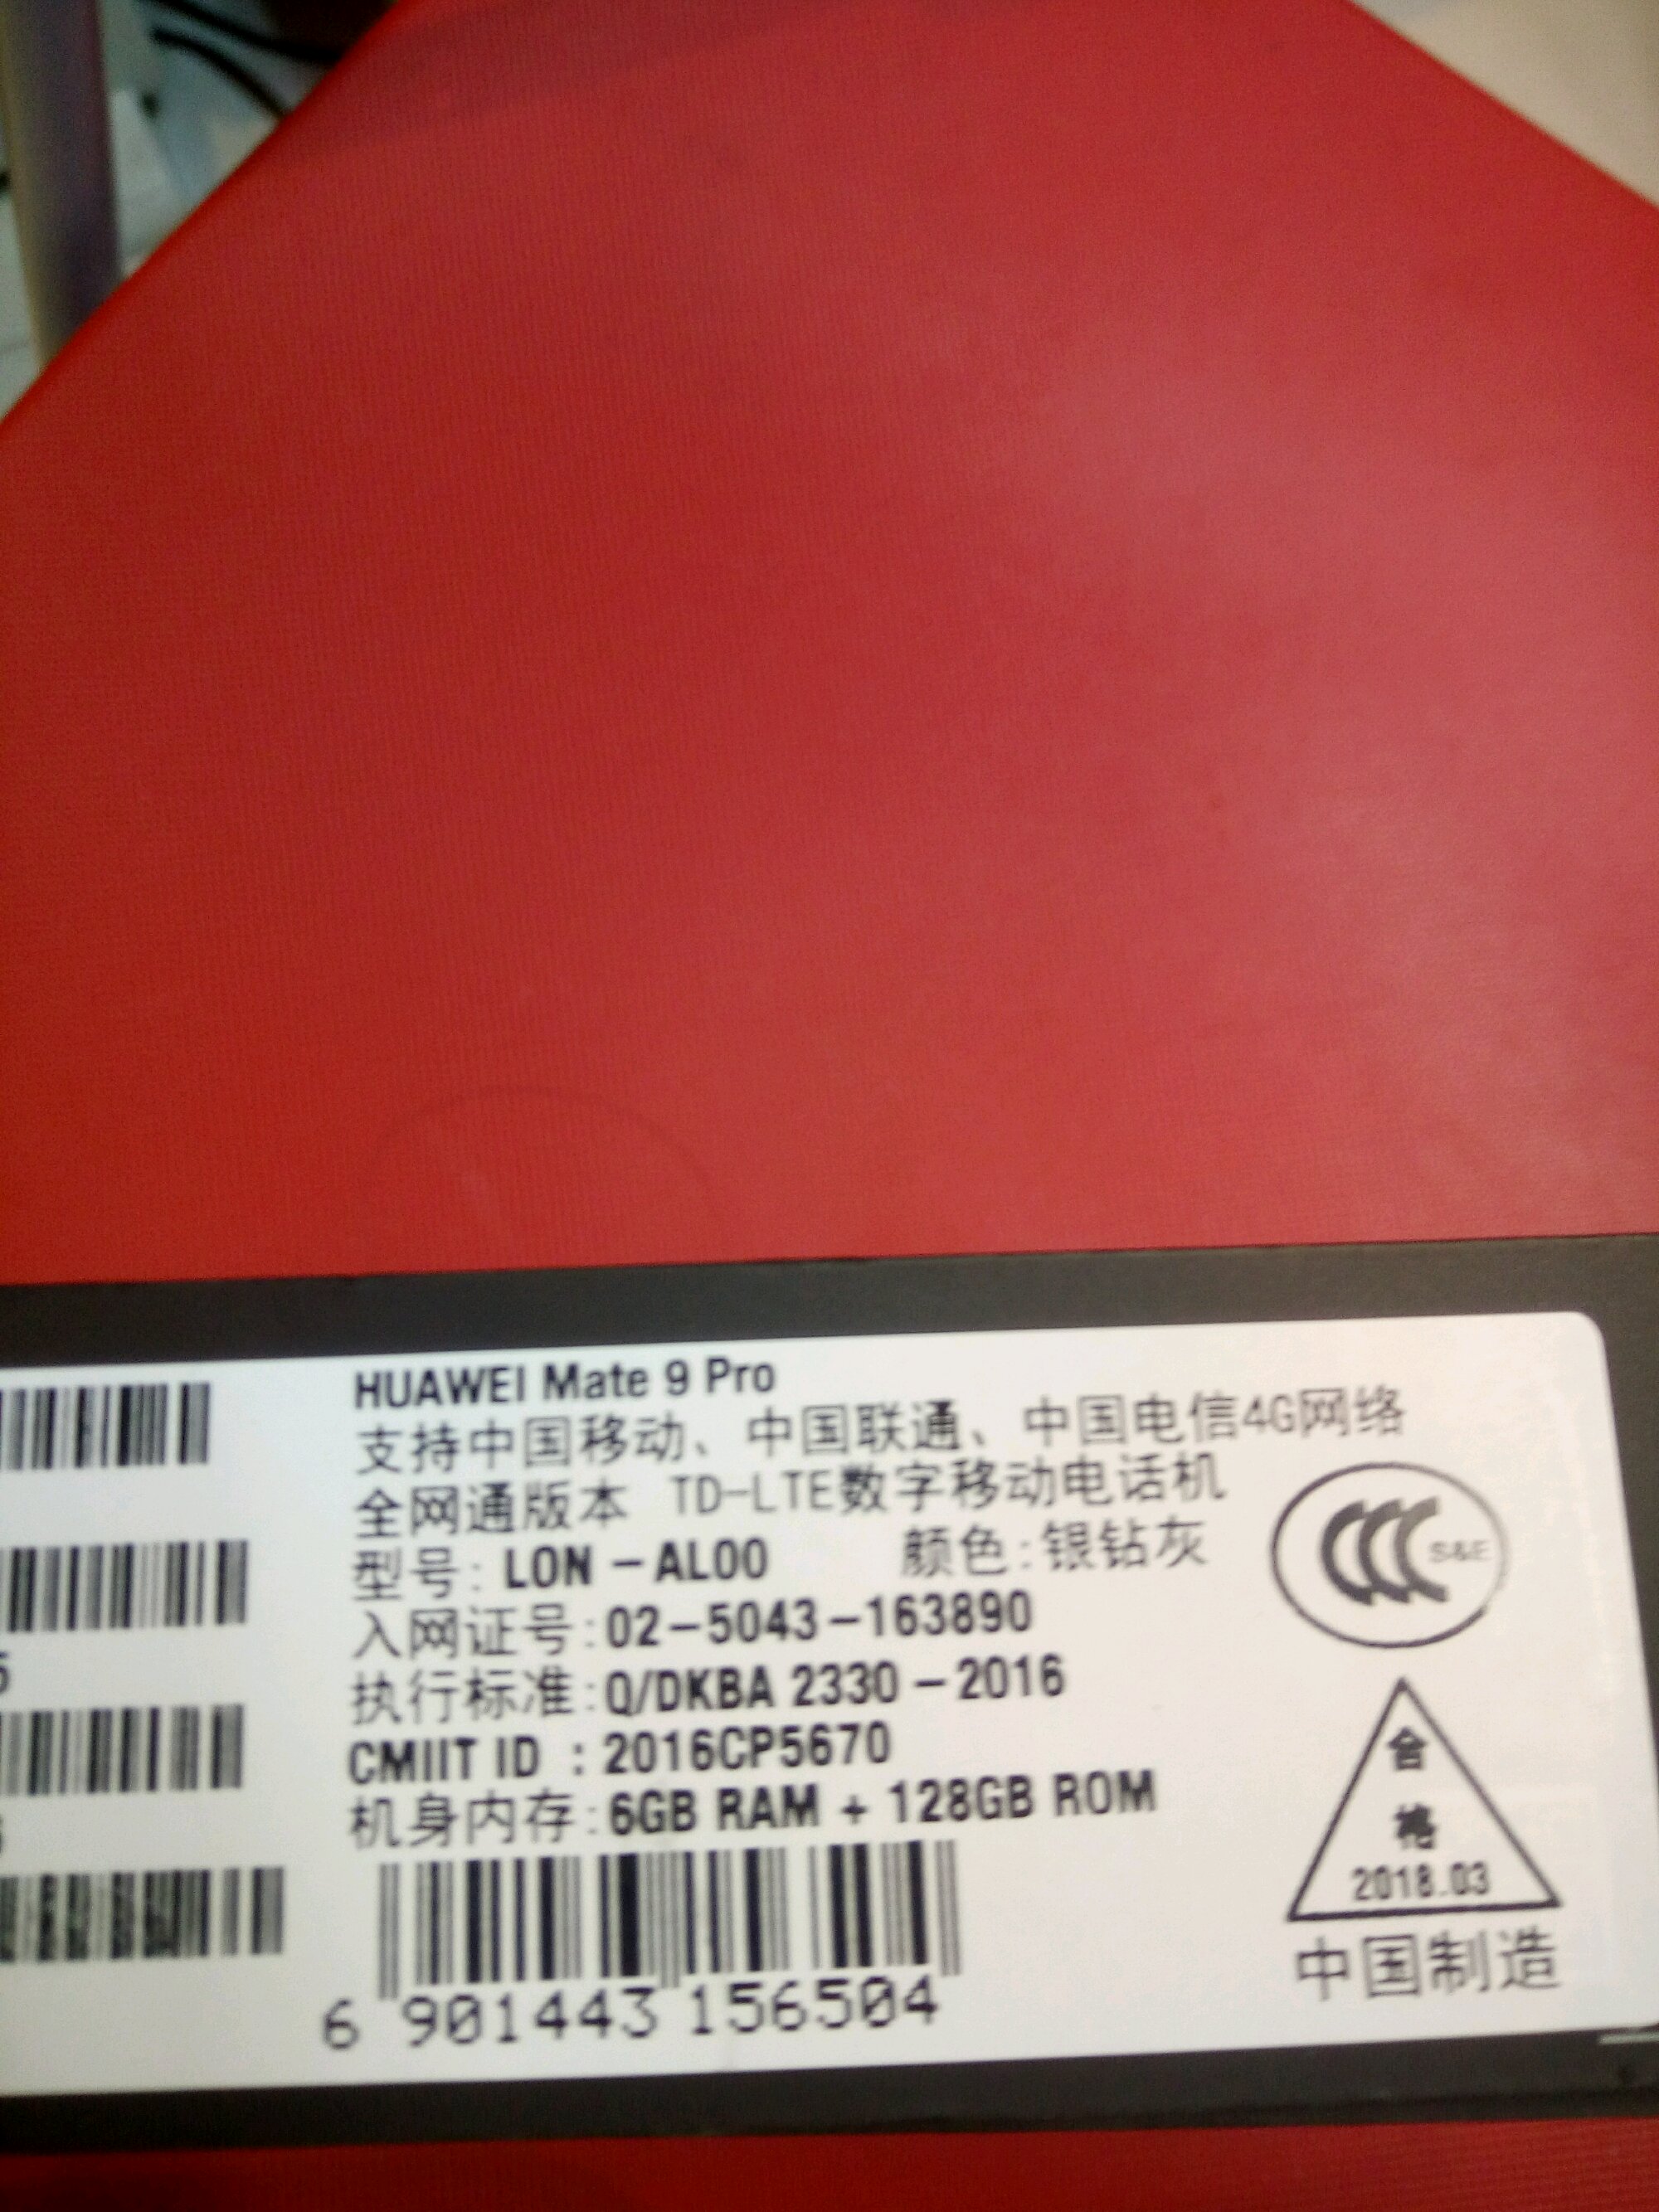 HUAWEI Mate 9 Pro
支持中国移动、中国联通、中国电信4G网络
全网通版本 TD-LTE数字移动电话机
型号: LON-AL00 颜色:银钻灰
入网证号:02-5043-163890
执行标准:Q/DKBA 2330-2016
CMIIT ID : 2016CP5670
机身内存:6GB RAM + 128GB ROM
6 901443 156504
CCC S&E
合
格
2018.03
中国制造
5